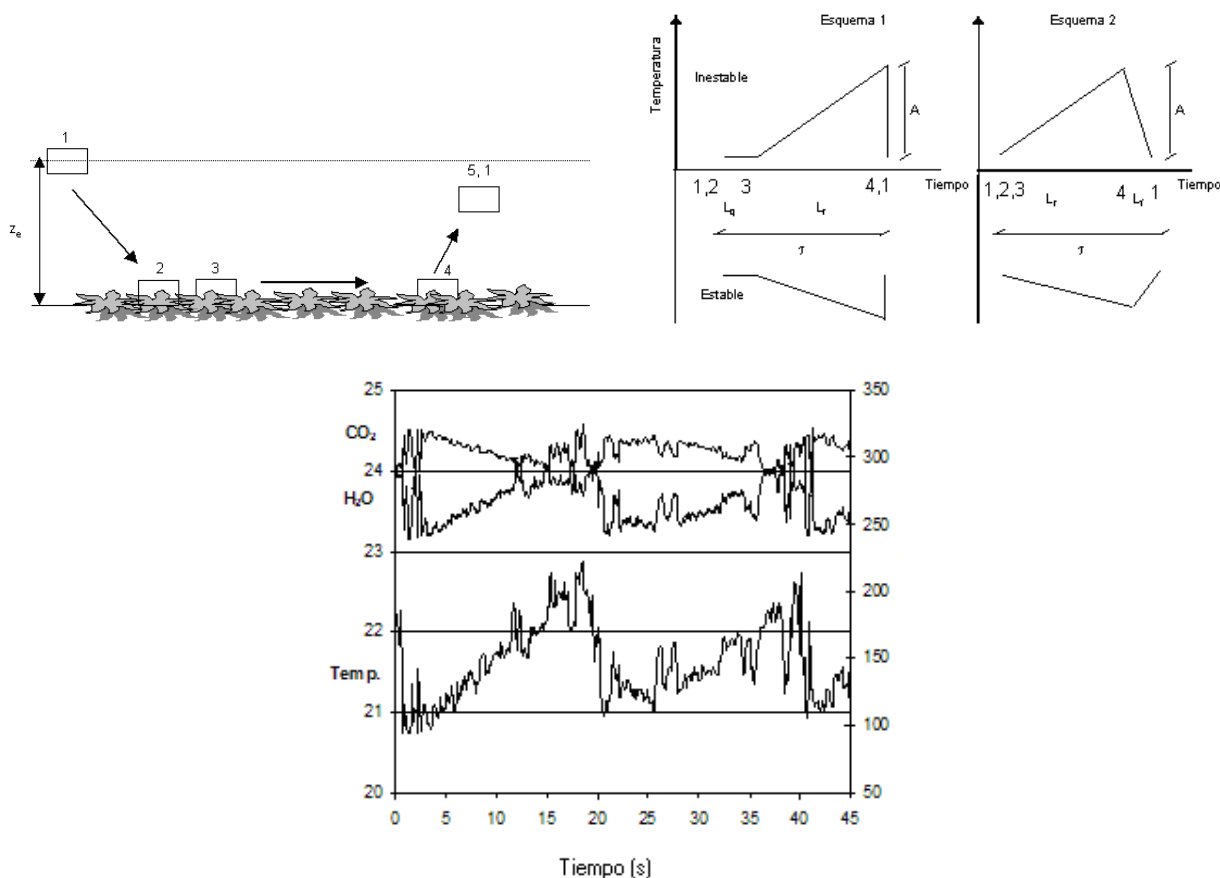 1
5, 1
z_e
2
3
4
Esquema 1
Esquema 2
Temperatura
Inestable
A
A
1,2
3
4,1
Tiempo
1,2,3
4
1
Tiempo
L_q
L_r
L_r
L_f
τ
τ
Estable
25
350
CO₂
300
24
H₂O
250
23
200
22
150
Temp.
21
100
20
50
0
5
10
15
20
25
30
35
40
45
Tiempo (s)